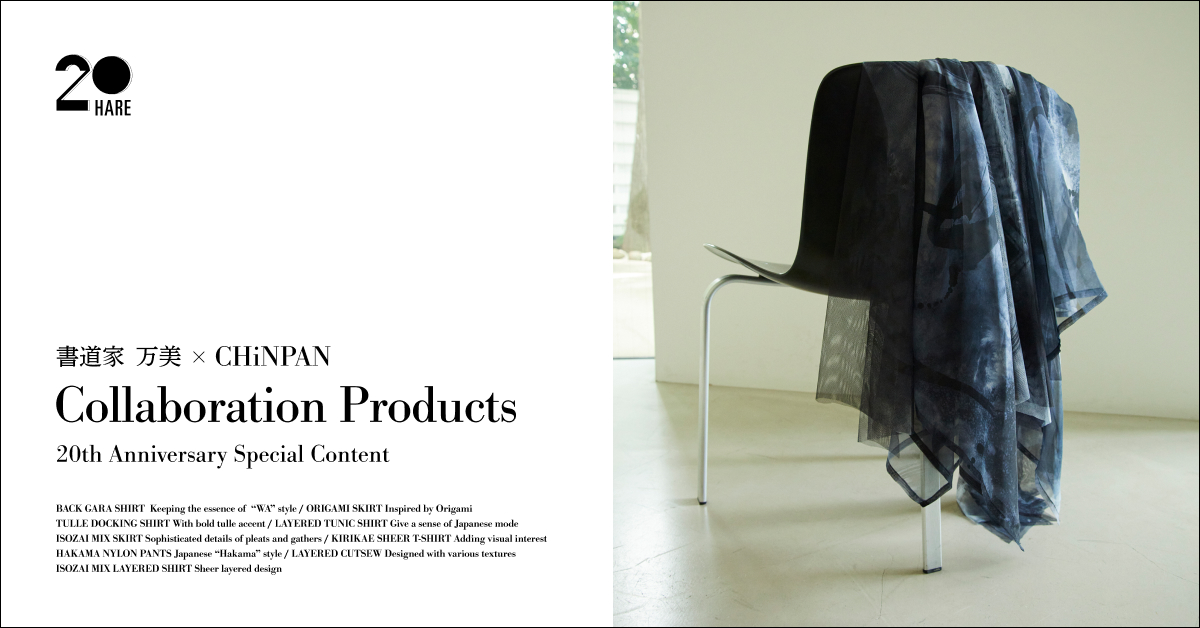 20
HARE
書道家 万美 × CHiNPAN
Collaboration Products
20th Anniversary Special Content
BACK GARA SHIRT Keeping the essence of “WA” style / ORIGAMI SKIRT Inspired by Origami
TULLE DOCKING SHIRT With bold tulle accent / LAYERED TUNIC SHIRT Give a sense of Japanese mode
ISOZAI MIX SKIRT Sophisticated details of pleats and gathers / KIRIKAE SHEER T-SHIRT Adding visual interest
HAKAMA NYLON PANTS Japanese “Hakama” style / LAYERED CUTSEW Designed with various textures
ISOZAI MIX LAYERED SHIRT Sheer layered design